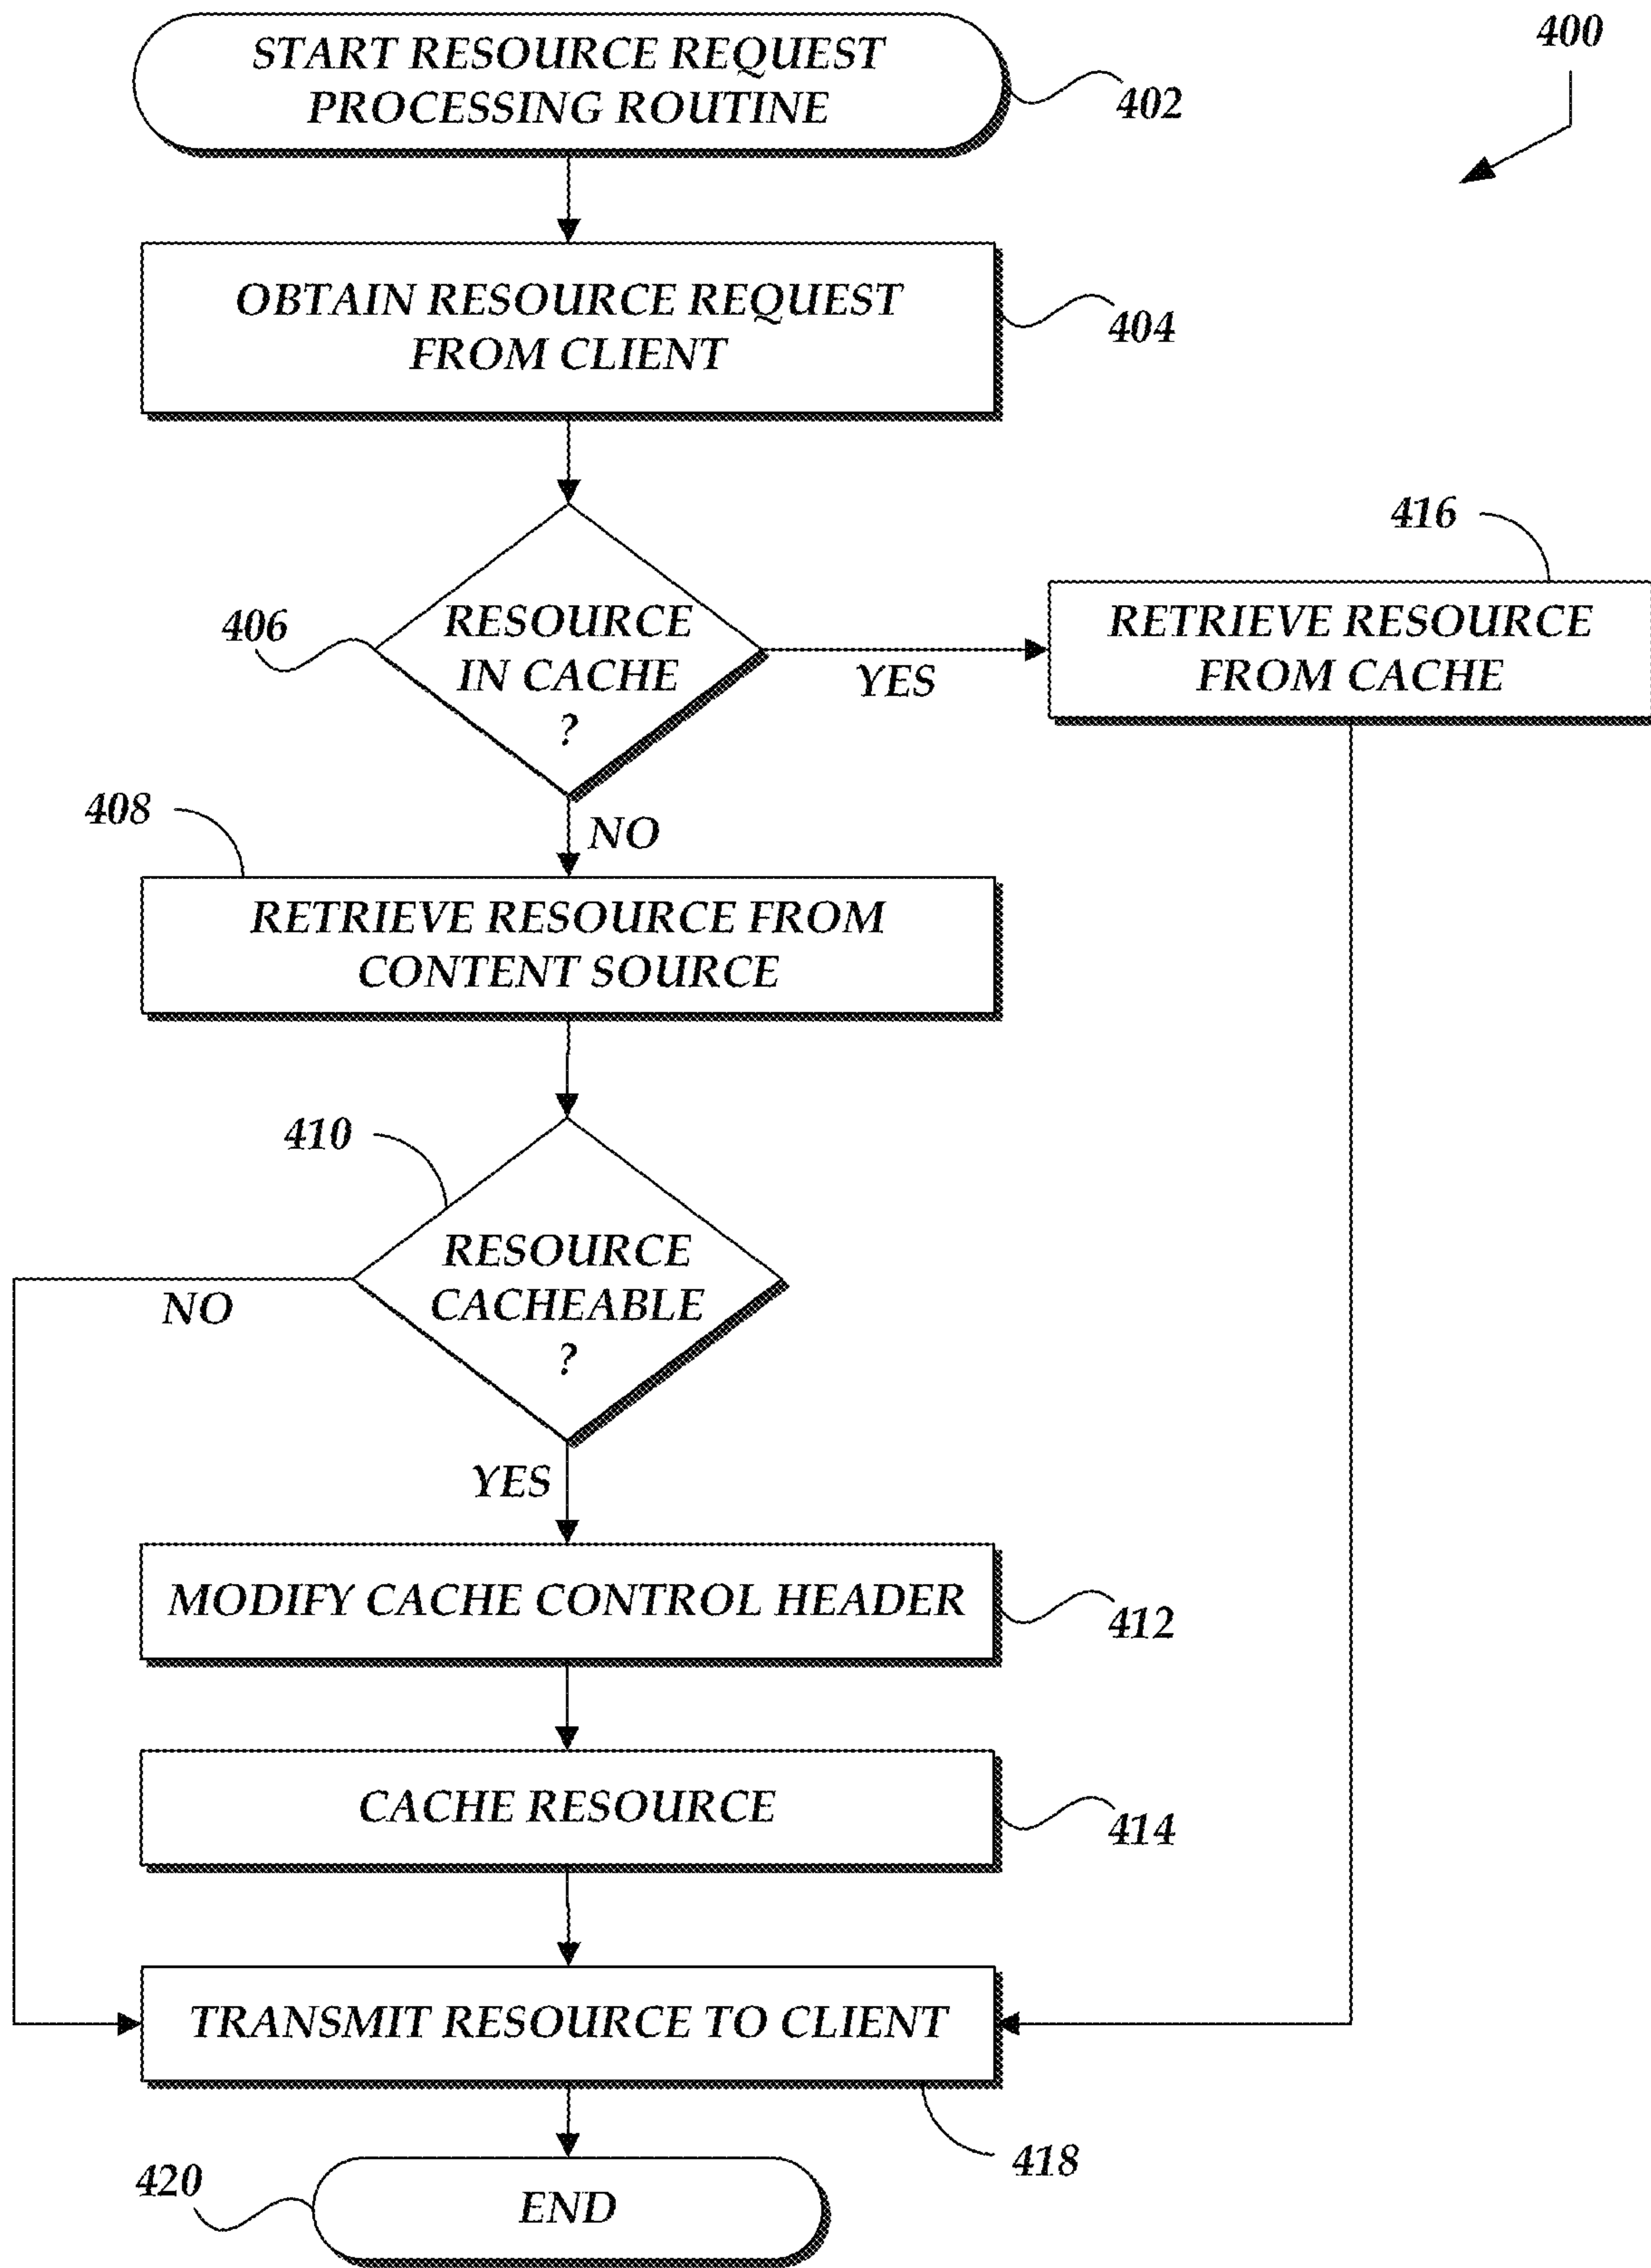 START RESOURCE REQUEST
PROCESSING ROUTINE
400
402
OBTAIN RESOURCE REQUEST
FROM CLIENT
404
RESOURCE
IN CACHE
?
406
YES
416
RETRIEVE RESOURCE
FROM CACHE
NO
408
RETRIEVE RESOURCE FROM
CONTENT SOURCE
410
RESOURCE
CACHEABLE
?
NO
YES
MODIFY CACHE CONTROL HEADER
412
CACHE RESOURCE
414
TRANSMIT RESOURCE TO CLIENT
418
420
END